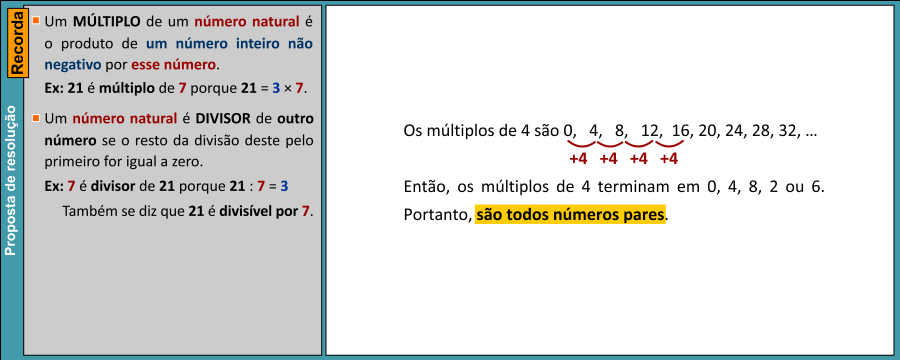 Recorda
Proposta de resolução
Um MÚLTIPLO de um número natural é
o produto de um número inteiro não
negativo por esse número.
Ex: 21 é múltiplo de 7 porque 21 = 3 × 7.
Um número natural é DIVISOR de outro
número se o resto da divisão deste pelo
primeiro for igual a zero.
Ex: 7 é divisor de 21 porque 21 : 7 = 3
Também se diz que 21 é divisível por 7.
Os múltiplos de 4 são 0, 4, 8, 12, 16, 20, 24, 28, 32, ...
+4 +4 +4 +4
Então, os múltiplos de 4 terminam em 0, 4, 8, 2 ou 6.
Portanto, são todos números pares.